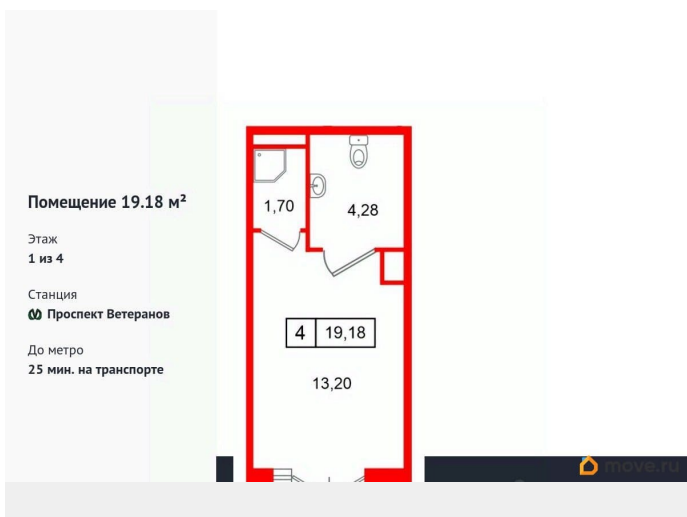 Помещение 19.18 м²
Этаж
1 из 4
Станция
Проспект Ветеранов
До метро
25 мин. на транспорте
1,70
4,28
4 19,18
13,20
move.ru